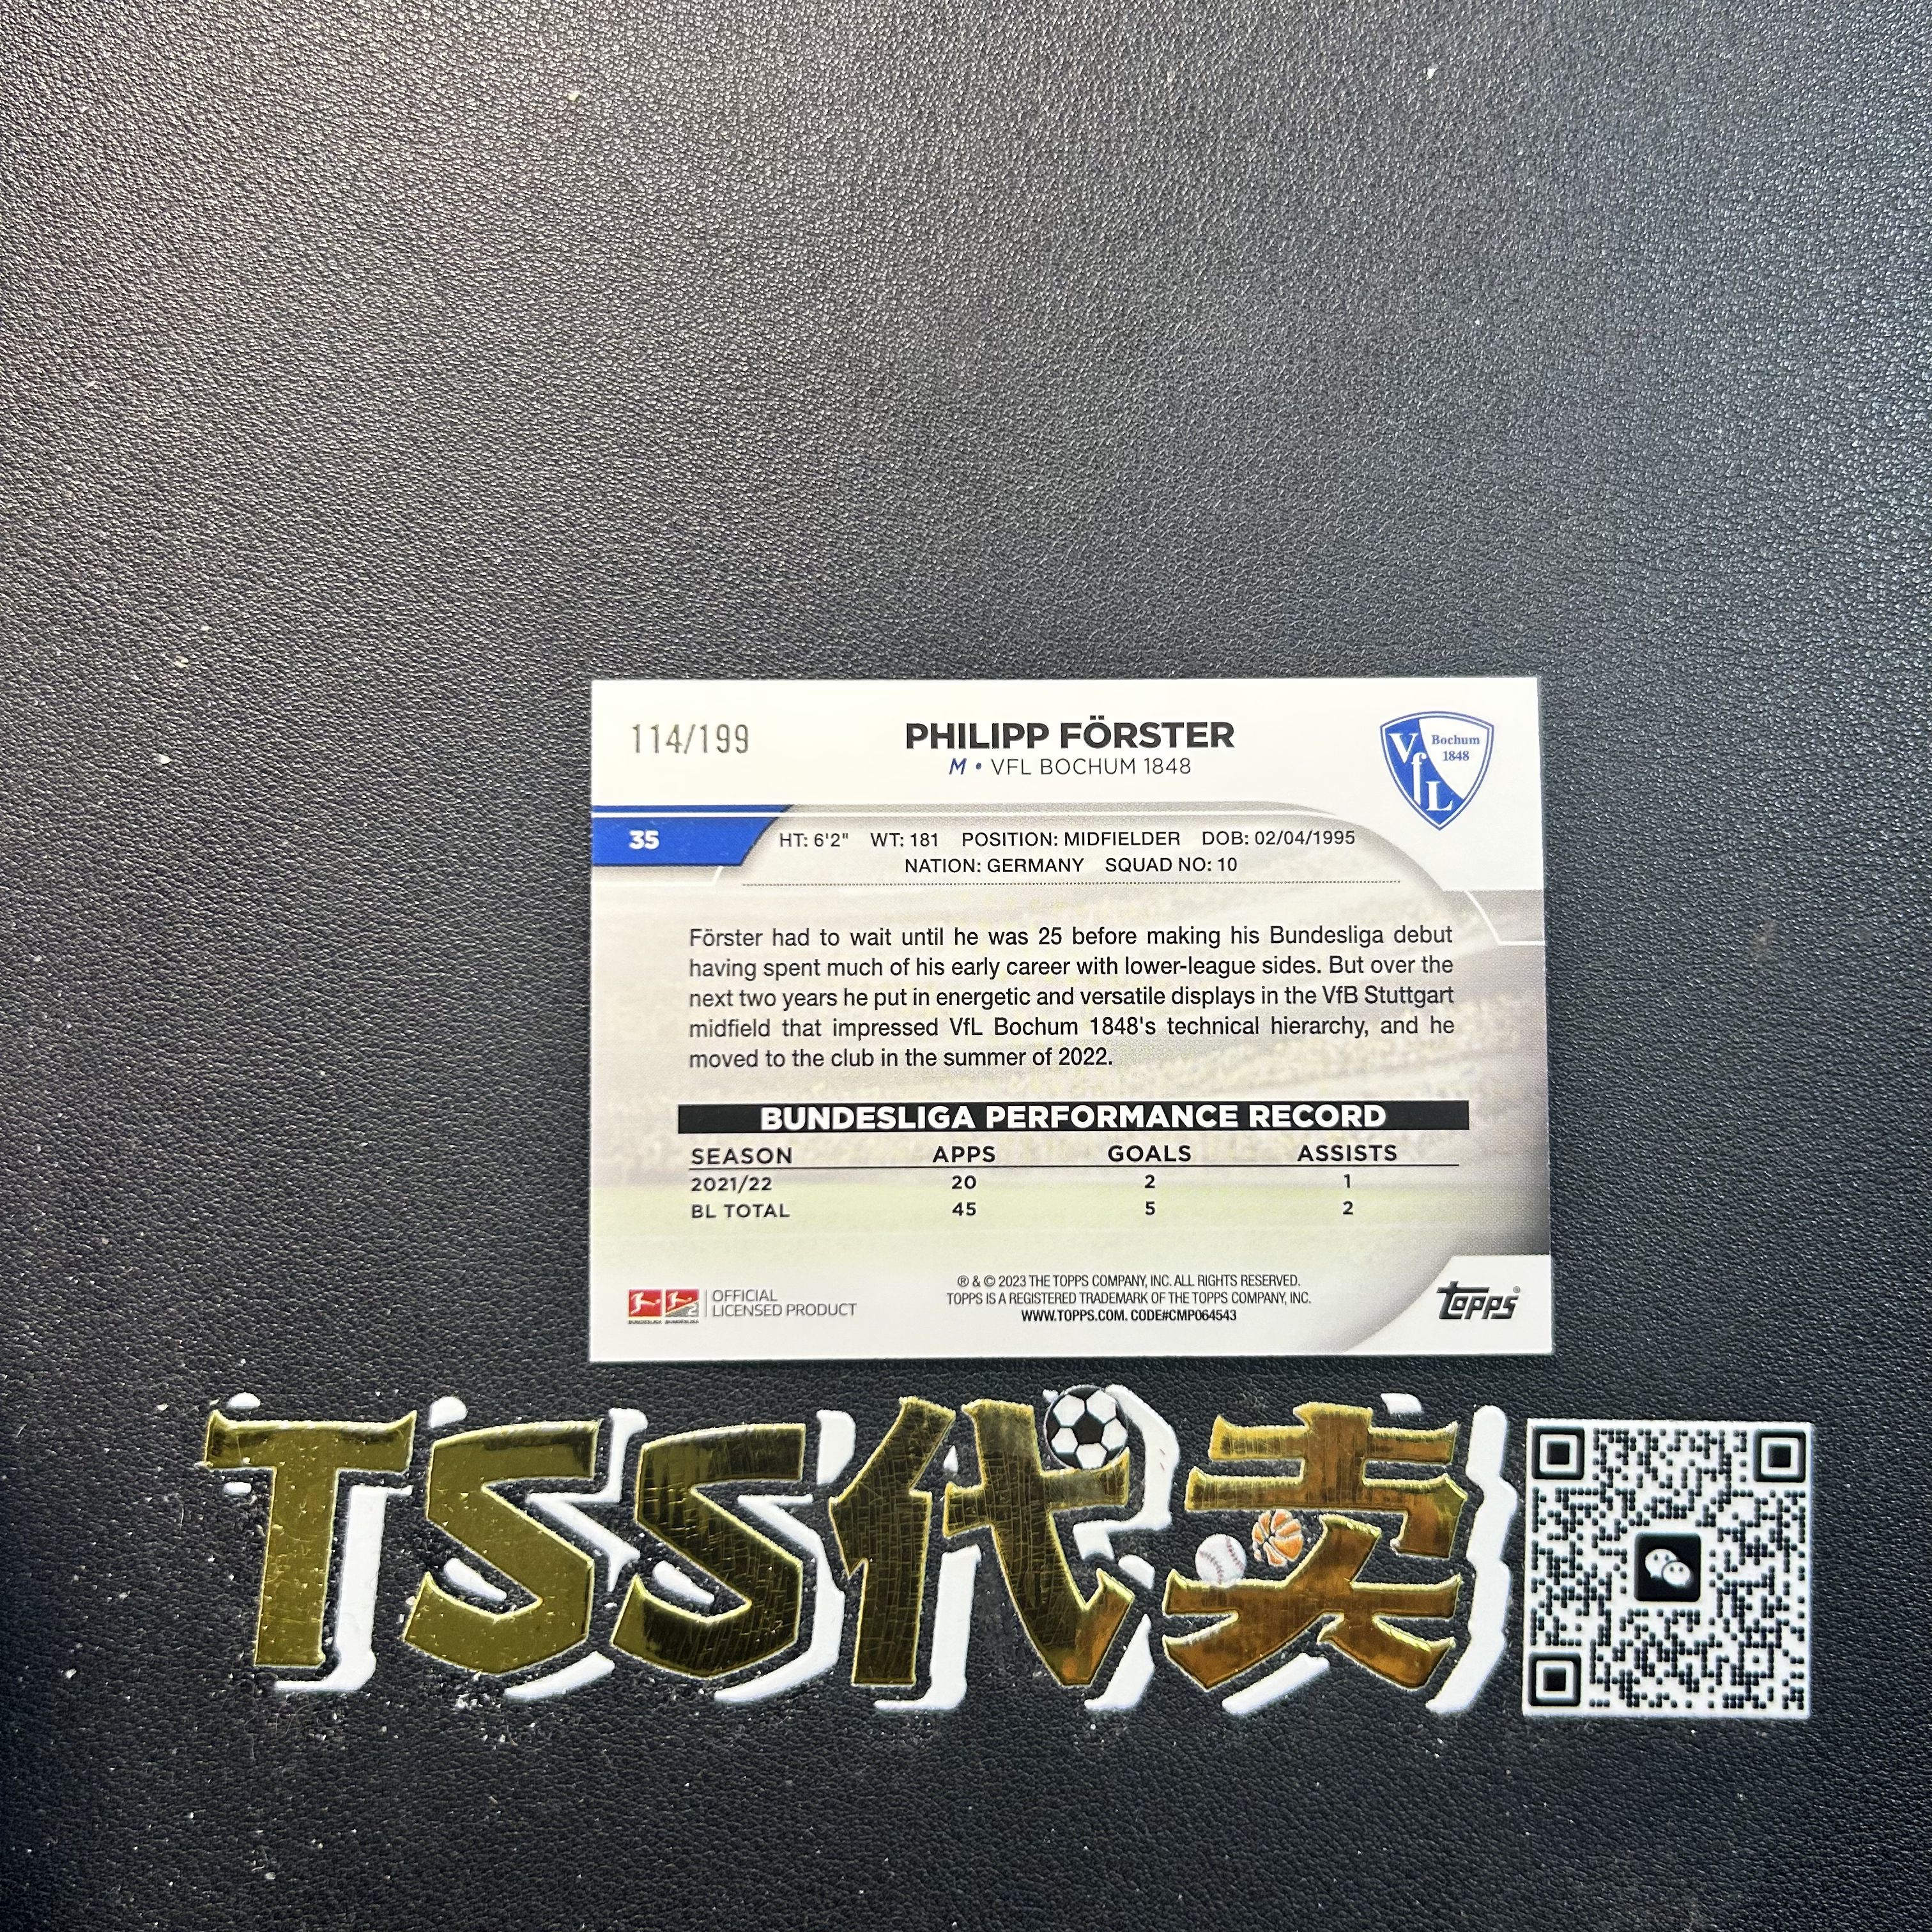 114/199
PHILIPP FÖRSTER
M • VFL BOCHUM 1848
VfL Bochum 1848
35
HT: 6'2" WT: 181 POSITION: MIDFIELDER DOB: 02/04/1995
NATION: GERMANY SQUAD NO: 10
Förster had to wait until he was 25 before making his Bundesliga debut
having spent much of his early career with lower-league sides. But over the
next two years he put in energetic and versatile displays in the VfB Stuttgart
midfield that impressed VfL Bochum 1848's technical hierarchy, and he
moved to the club in the summer of 2022.
BUNDESLIGA PERFORMANCE RECORD
SEASON APPS GOALS ASSISTS
2021/22 20 2 1
BL TOTAL 45 5 2
OFFICIAL
LICENSED PRODUCT
® & © 2023 THE TOPPS COMPANY, INC. ALL RIGHTS RESERVED.
TOPPS IS A REGISTERED TRADEMARK OF THE TOPPS COMPANY, INC.
WWW.TOPPS.COM. CODE#CMP064543
topps®
TSS代卖